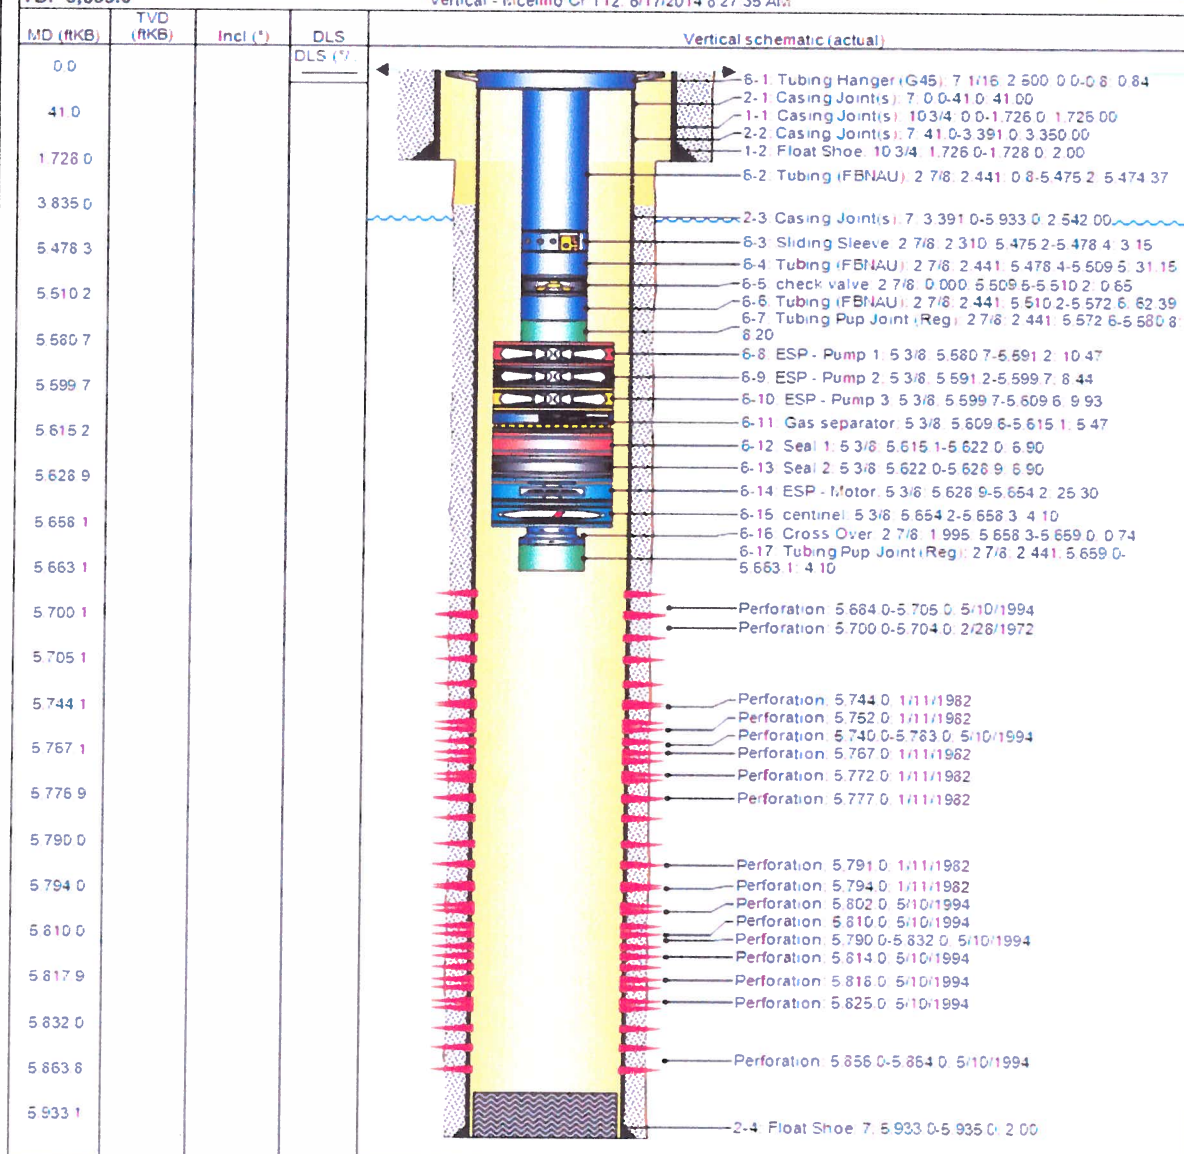 Vertical - Mcelmo Cr T12, 6/17/2014 8 27 35 AM
TVD
MD (ftKB) (ftKB) Incl (°) DLS Vertical schematic (actual)
DLS (°/
0.0
41.0
1.728 0
3 835 0
5.478 3
5.510 2
5 580 7
5 599 7
5 615 2
5.628 9
5 658 1
5 663 1
5.700 1
5.705 1
5.744 1
5.767 1
5 776 9
5 790 0
5.794 0
5 810 0
5 817 9
5 832 0
5 863.8
5.933 1
6-1: Tubing Hanger (G45): 7 1/16: 2 500: 0 0-0 8: 0 84
2-1: Casing Joint(s): 7: 0 0-41 0: 41.00
1-1: Casing Joint(s): 10 3/4: 0 0-1.726 0: 1.726 00
2-2: Casing Joint(s): 7: 41.0-3 391 0: 3.350 00
1-2: Float Shoe: 10 3/4: 1.726 0-1.728 0: 2.00
6-2: Tubing (FBNAU): 2 7/8: 2.441: 0 8-5.475 2: 5.474 37
2-3: Casing Joint(s): 7: 3.391 0-5 933 0: 2 542 00
6-3: Sliding Sleeve: 2 7/8: 2 310: 5.475 2-5.478 4: 3 15
6-4: Tubing (FBNAU): 2 7/8: 2.441: 5.478 4-5.509 5: 31.15
6-5: check valve: 2 7/8: 0.000: 5.509 5-5.510 2: 0.65
6-6: Tubing (FBNAU): 2 7/8: 2.441: 5.510 2-5.572 6: 62.39
6-7: Tubing Pup Joint (Reg): 2 7/8: 2 441: 5.572 6-5 580 8:
8 20
6-8: ESP - Pump 1: 5 3/8: 5.580 7-5.591 2: 10 47
6-9: ESP - Pump 2: 5 3/8: 5.591.2-5.599 7: 8.44
6-10: ESP - Pump 3: 5 3/8: 5.599 7-5.609 6: 9 93
6-11: Gas separator: 5 3/8: 5.609 6-5.615 1: 5.47
6-12: Seal 1: 5 3/8: 5.615 1-5.622 0: 6.90
6-13: Seal 2: 5 3/8: 5.622 0-5.628 9: 6.90
6-14: ESP - Motor: 5 3/8: 5 628 9-5.654 2: 25 30
6-15: centinel: 5 3/8: 5.654 2-5.658 3: 4 10
6-16: Cross Over: 2 7/8: 1.995: 5.658 3-5.659 0: 0 74
6-17: Tubing Pup Joint (Reg): 2 7/8: 2.441: 5.659 0-
5.663 1: 4 10
Perforation: 5.684 0-5.705 0: 5/10/1994
Perforation: 5.700 0-5.704 0: 2/28/1972
Perforation: 5.744 0: 1/11/1982
Perforation: 5.752 0: 1/11/1982
Perforation: 5.740 0-5.783 0: 5/10/1994
Perforation: 5.767 0: 1/11/1982
Perforation: 5.772 0: 1/11/1982
Perforation: 5.777 0: 1/11/1982
Perforation: 5.791 0: 1/11/1982
Perforation: 5.794 0: 1/11/1982
Perforation: 5.802 0: 5/10/1994
Perforation: 5.810 0: 5/10/1994
Perforation: 5.790 0-5 832 0: 5/10/1994
Perforation: 5.814 0: 5/10/1994
Perforation: 5.818 0: 5/10/1994
Perforation: 5.825 0: 5/10/1994
Perforation: 5 856 0-5 864 0: 5/10/1994
2-4: Float Shoe: 7: 5.933 0-5 935 0: 2 00